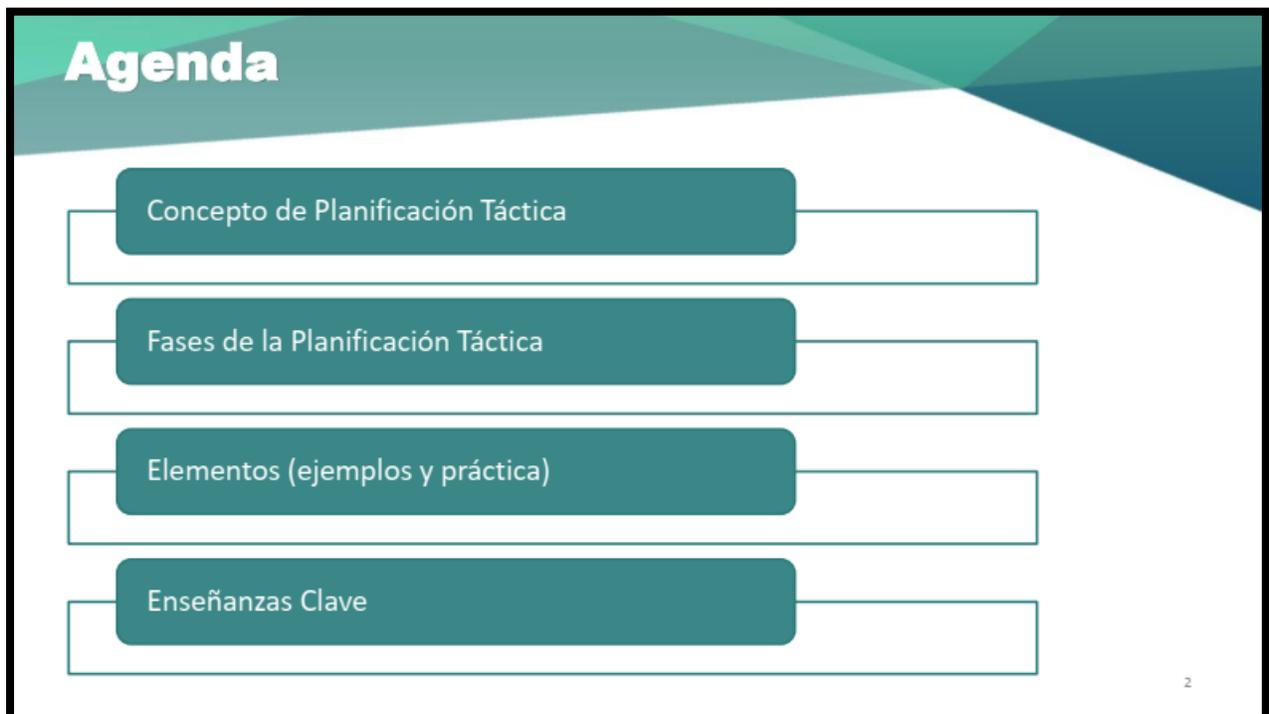 Agenda
Concepto de Planificación Táctica
Fases de la Planificación Táctica
Elementos (ejemplos y práctica)
Enseñanzas Clave
2